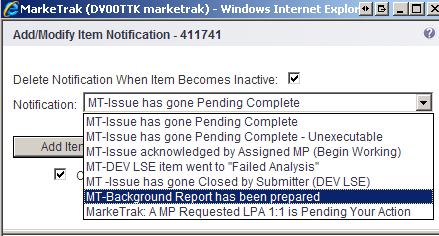 MarkeTrak (DV00TTK marketrak) - Windows Internet Explor
Add/Modify Item Notification - 411741
Delete Notification When Item Becomes Inactive:
Notification: MT-Issue has gone Pending Complete
MT-Issue has gone Pending Complete
MT-Issue has gone Pending Complete - Unexecutable
MT-Issue acknowledged by Assigned MP (Begin Working)
MT-DEV LSE item went to "Failed Analysis"
MT -Issue has gone Closed by Submitter (DEV LSE)
MT-Background Report has been prepared
MarkeTrak: A MP Requested LPA 1:1 is Pending Your Action
Add Item